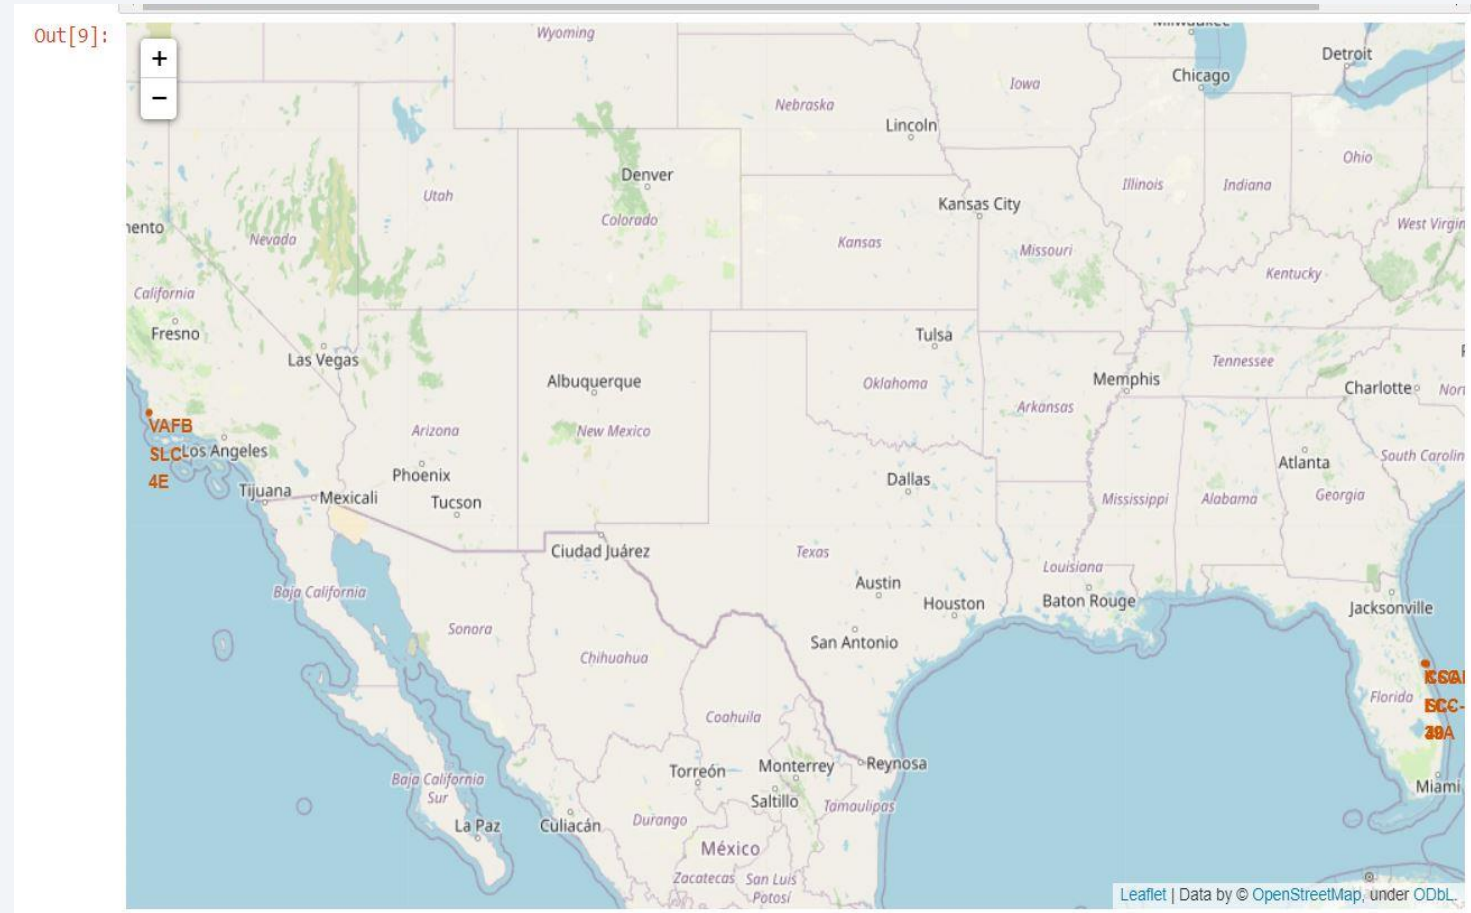 Out[9]:
+
−
Wyoming
Detroit
Chicago
Iowa
Nebraska
Lincoln
Ohio
Denver
Utah
Illinois
Indiana
Kansas City
Colorado
West Virgin
ento
Nevada
Kansas
Missouri
Kentucky
California
Fresno
Las Vegas
Tulsa
Tennessee
Albuquerque
Oklahoma
Memphis
Charlotte
Nor
Arkansas
VAFB
SLC
4E
Los Angeles
Arizona
New Mexico
South Carolin
Atlanta
Phoenix
Dallas
Tijuana
Mexicali
Tucson
Mississippi
Alabama
Georgia
Ciudad Juárez
Texas
Louisiana
Austin
Baja California
Houston
Baton Rouge
Jacksonville
Sonora
San Antonio
Chihuahua
Florida
Coahuila
Torreón
Monterrey
Reynosa
Baja California
Sur
Miami
Saltillo
Tamaulipas
La Paz
Culiacán
Durango
México
Zacatecas
San Luis
Potosí
Leaflet | Data by © OpenStreetMap, under ODbL.